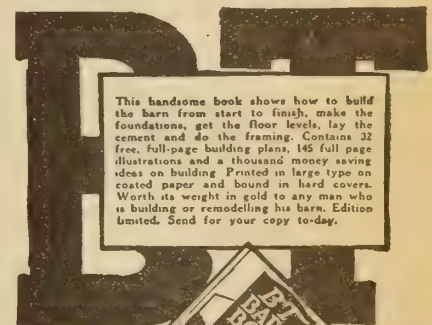 BT
This handsome book shows how to build
the barn from start to finish, make the
foundations, get the floor levels, lay the
cement and do the framing. Contains 32
free, full-page building plans, 145 full page
illustrations and a thousand money saving
ideas on building Printed in large type on
coated paper and bound in hard covers.
Worth its weight in gold to any man who
is building or remodelling his barn. Edition
limited. Send for your copy to-day.
BT
BARN